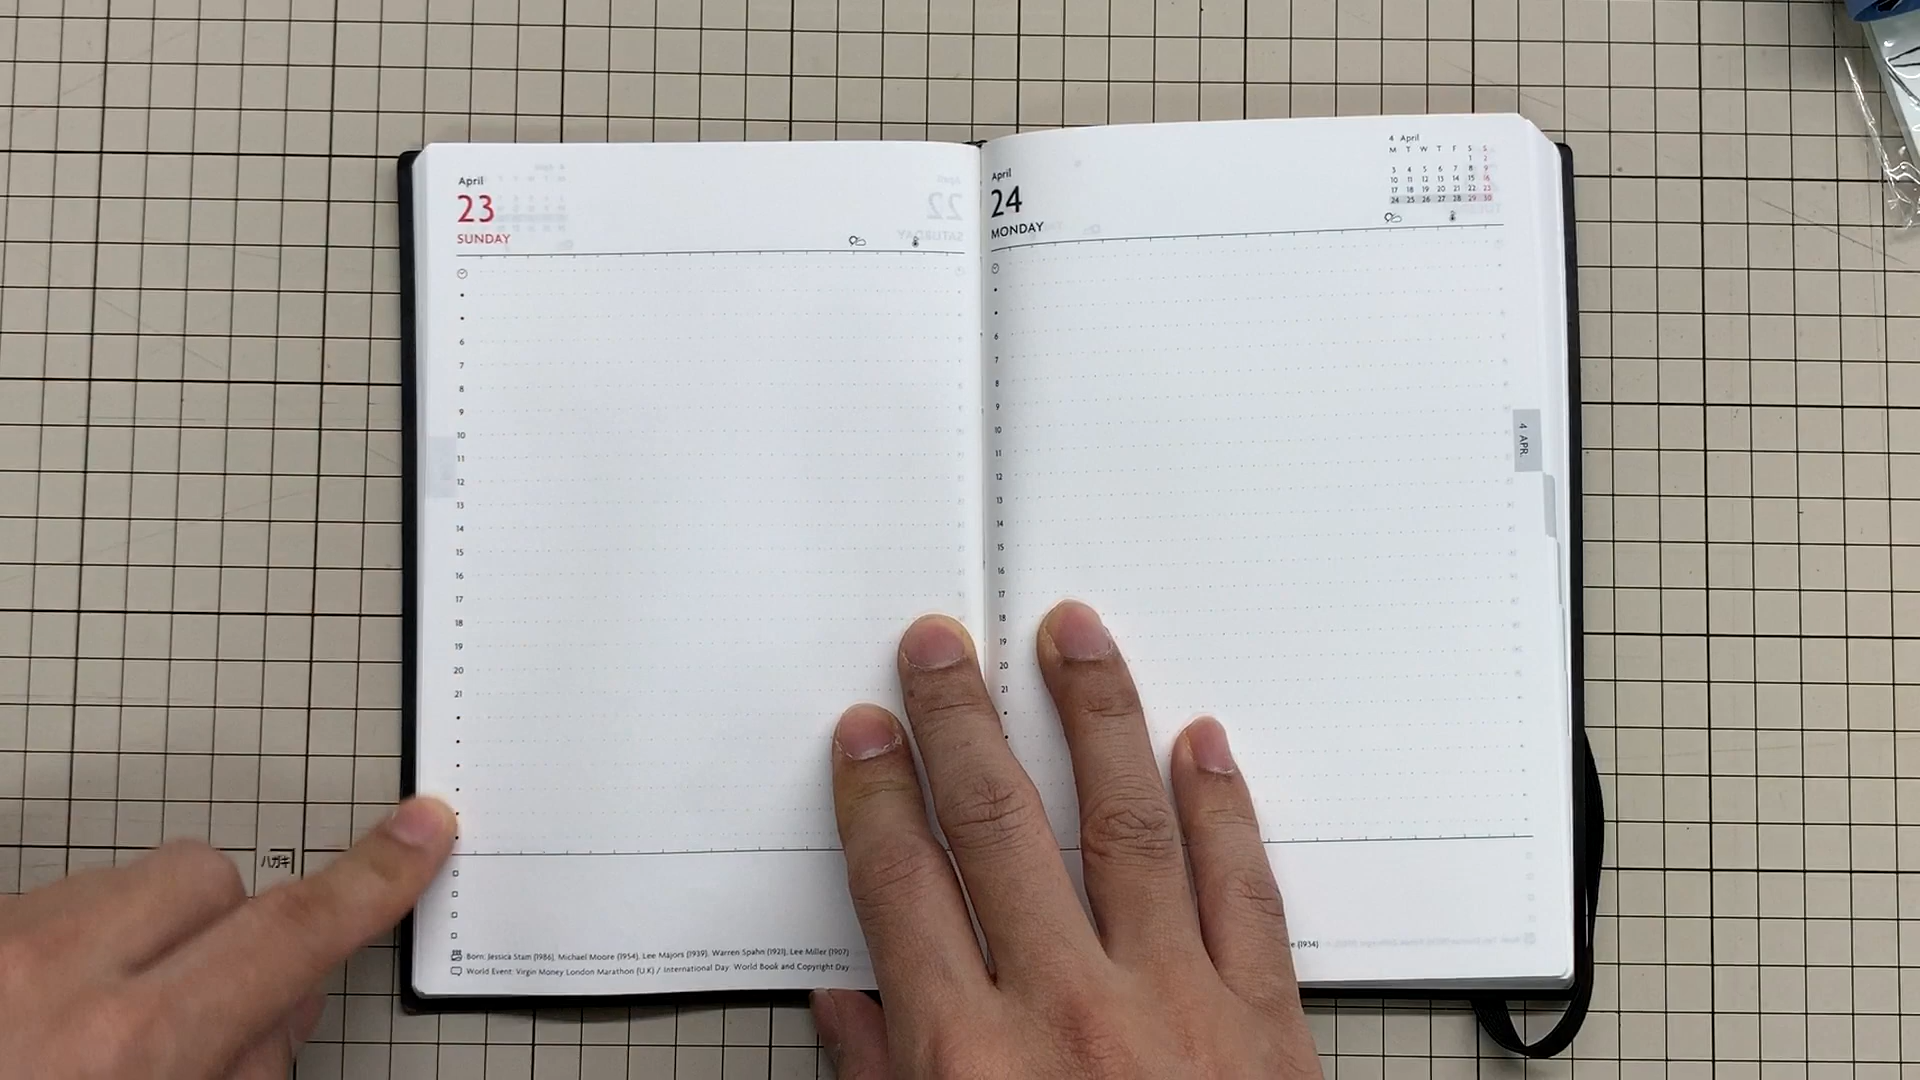 April
23
SUNDAY
6
7
8
9
10
11
12
13
14
15
16
17
18
19
20
21
Born: Jessica Stam (1986), Michael Moore (1954), Lee Majors (1939), Warren Spahn (1921), Lee Miller (1907)
World Event: Virgin Money London Marathon (U.K) / International Day World Book and Copyright Day
April
24
MONDAY
4 April
M T W T F S S
1 2
3 4 5 6 7 8 9
10 11 12 13 14 15 16
17 18 19 20 21 22 23
24 25 26 27 28 29 30
6
7
8
9
10
11
12
13
14
15
16
17
18
19
20
21
(1934)
4 APR.
ハガキ